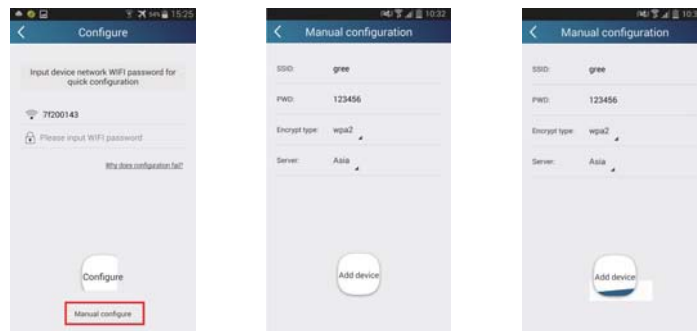 15:25
Configure
Input device network WIFI password for
quick configuration
7f200143
Please input WIFI password
Why does configuration fail?
Configure
Manual configure
10:32
Manual configuration
SSID: gree
PWD: 123456
Encrypt type: wpa2
Server: Asia
Add device
Manual configuration
SSID: gree
PWD: 123456
Encrypt type: wpa2
Server: Asia
Add device